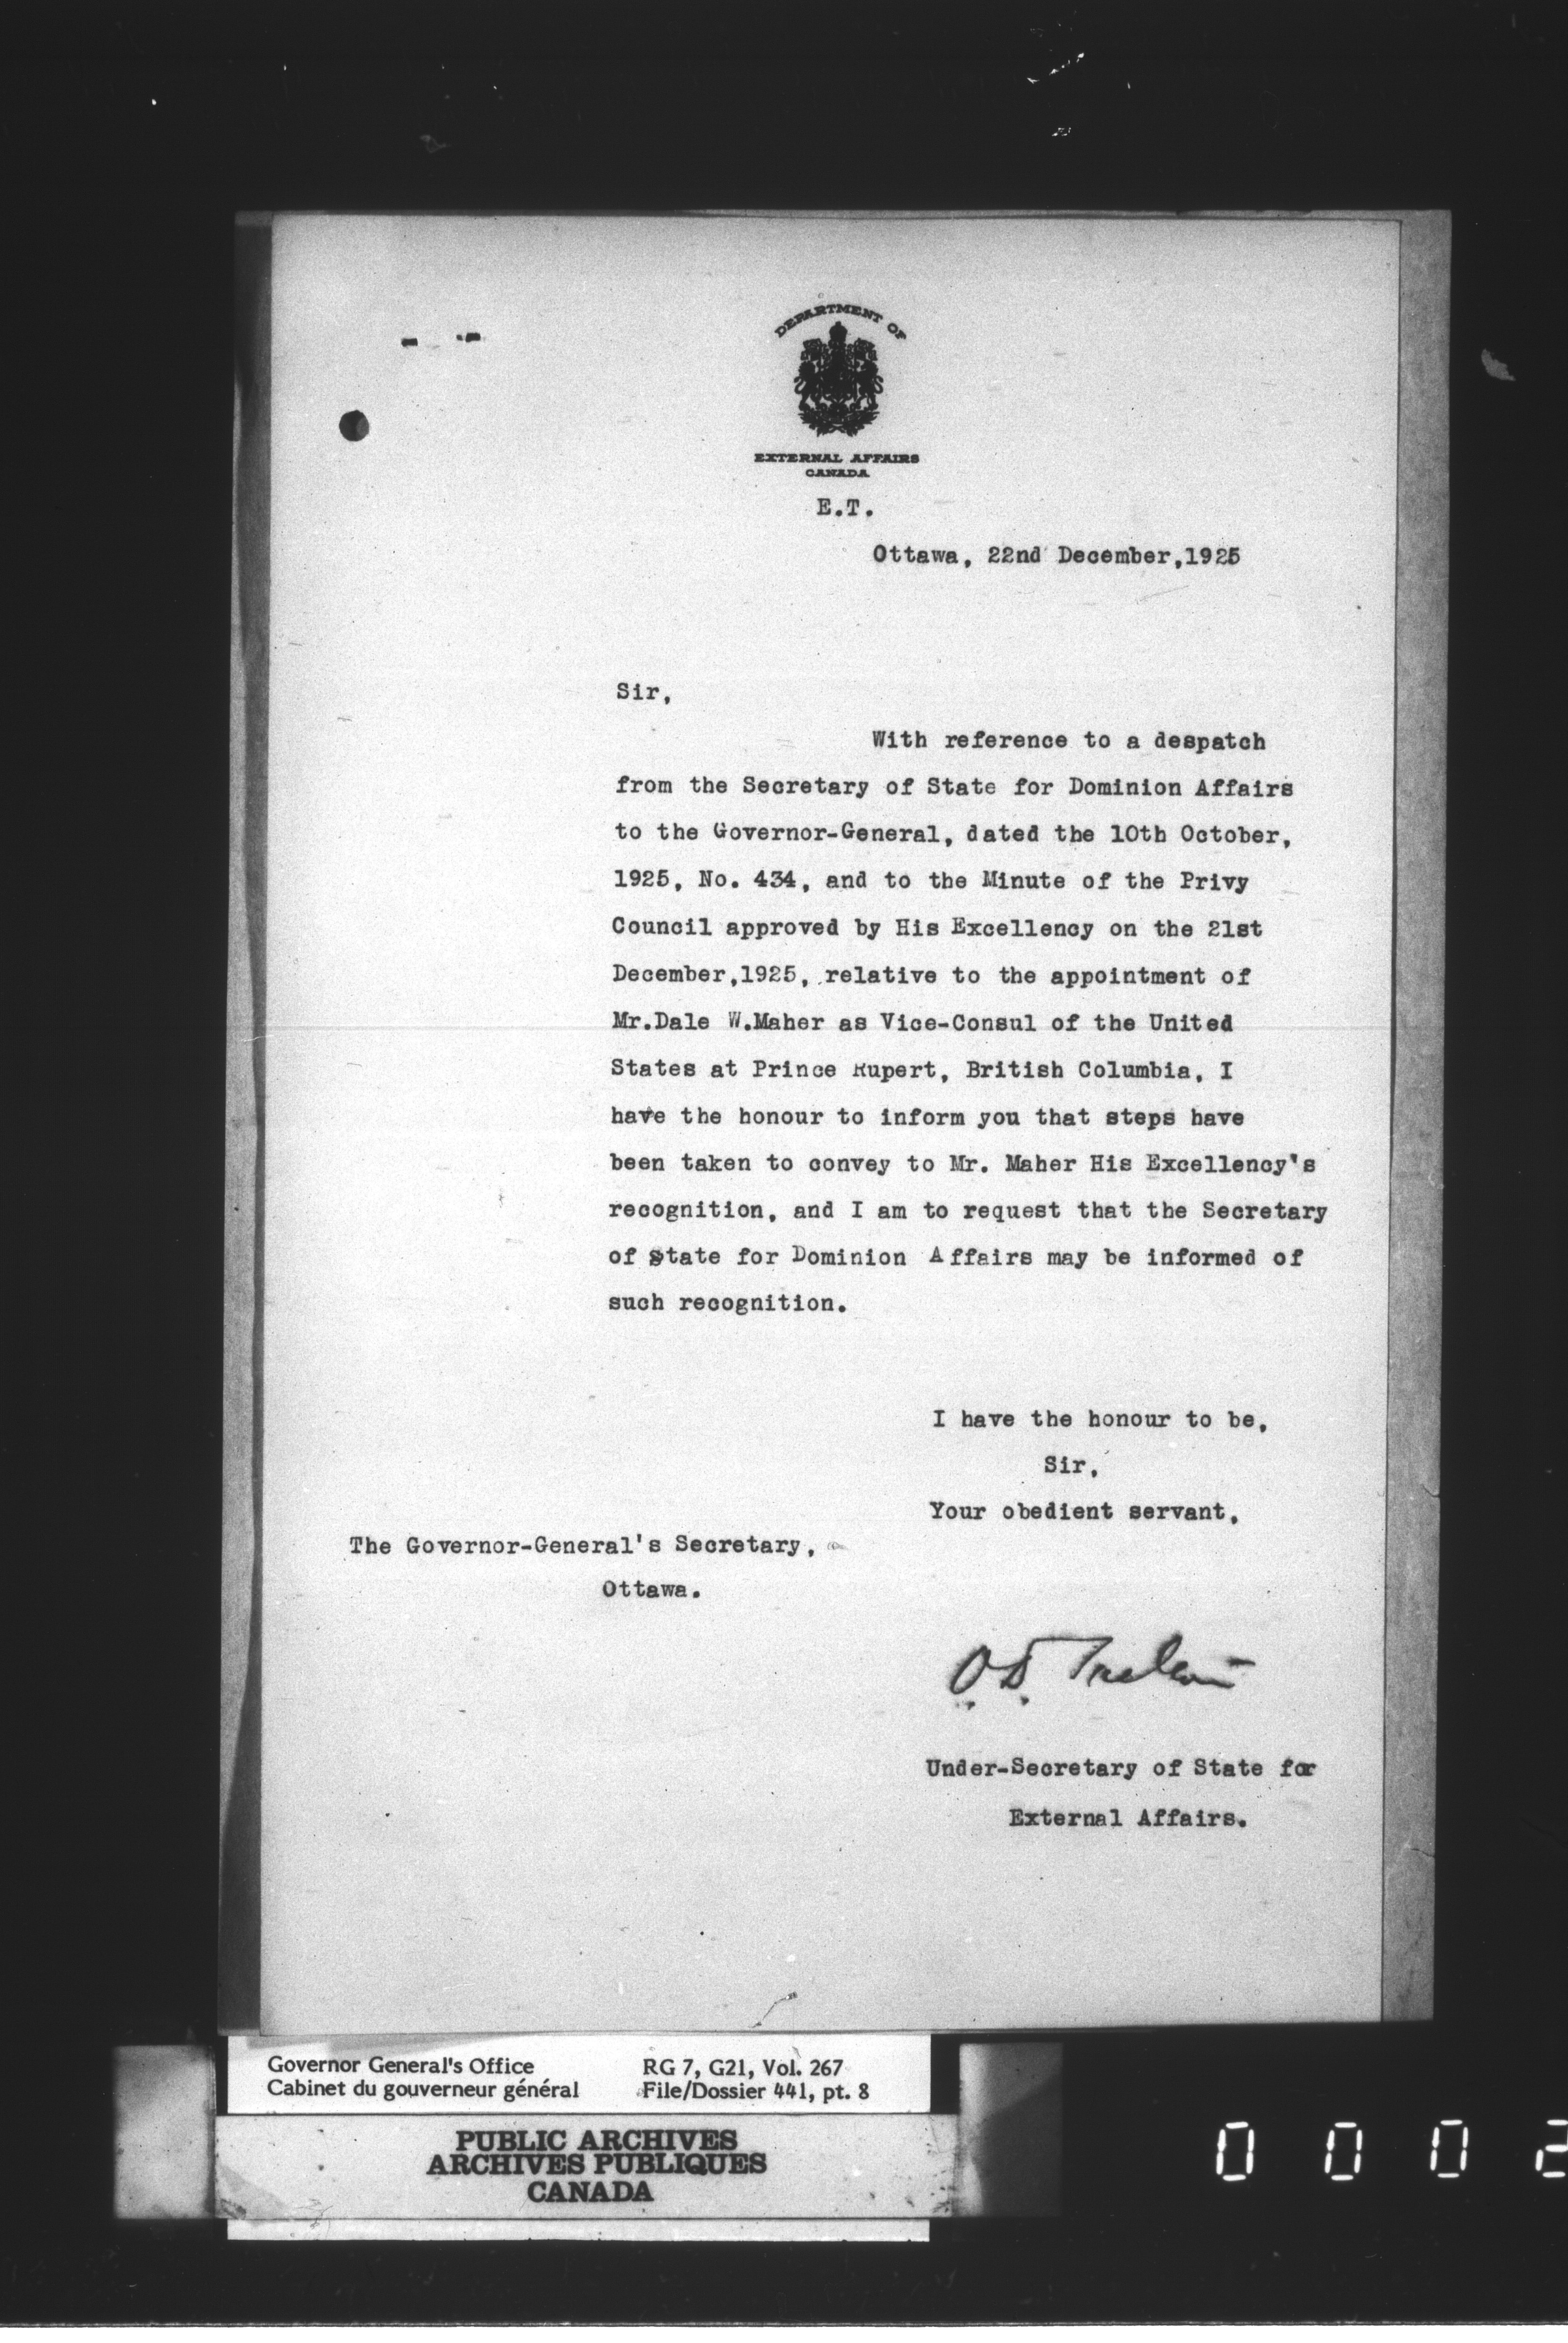 DEPARTMENT OF
EXTERNAL AFFAIRS
CANADA
E.T.
Ottawa, 22nd December,1925
Sir,
With reference to a despatch
from the Secretary of State for Dominion Affairs
to the Governor-General, dated the 10th October,
1925, No. 434, and to the Minute of the Privy
Council approved by His Excellency on the 21st
December,1925, relative to the appointment of
Mr.Dale W.Maher as Vice-Consul of the United
States at Prince Rupert, British Columbia, I
have the honour to inform you that steps have
been taken to convey to Mr. Maher His Excellency's
recognition, and I am to request that the Secretary
of State for Dominion Affairs may be informed of
such recognition.
I have the honour to be,
Sir,
Your obedient servant,
The Governor-General's Secretary,
Ottawa.
O.D.
Under-Secretary of State for
External Affairs.
Governor General's Office RG 7, G21, Vol. 267
Cabinet du gouverneur général File/Dossier 441, pt. 8
PUBLIC ARCHIVES
ARCHIVES PUBLIQUES
CANADA
0 0 0 2